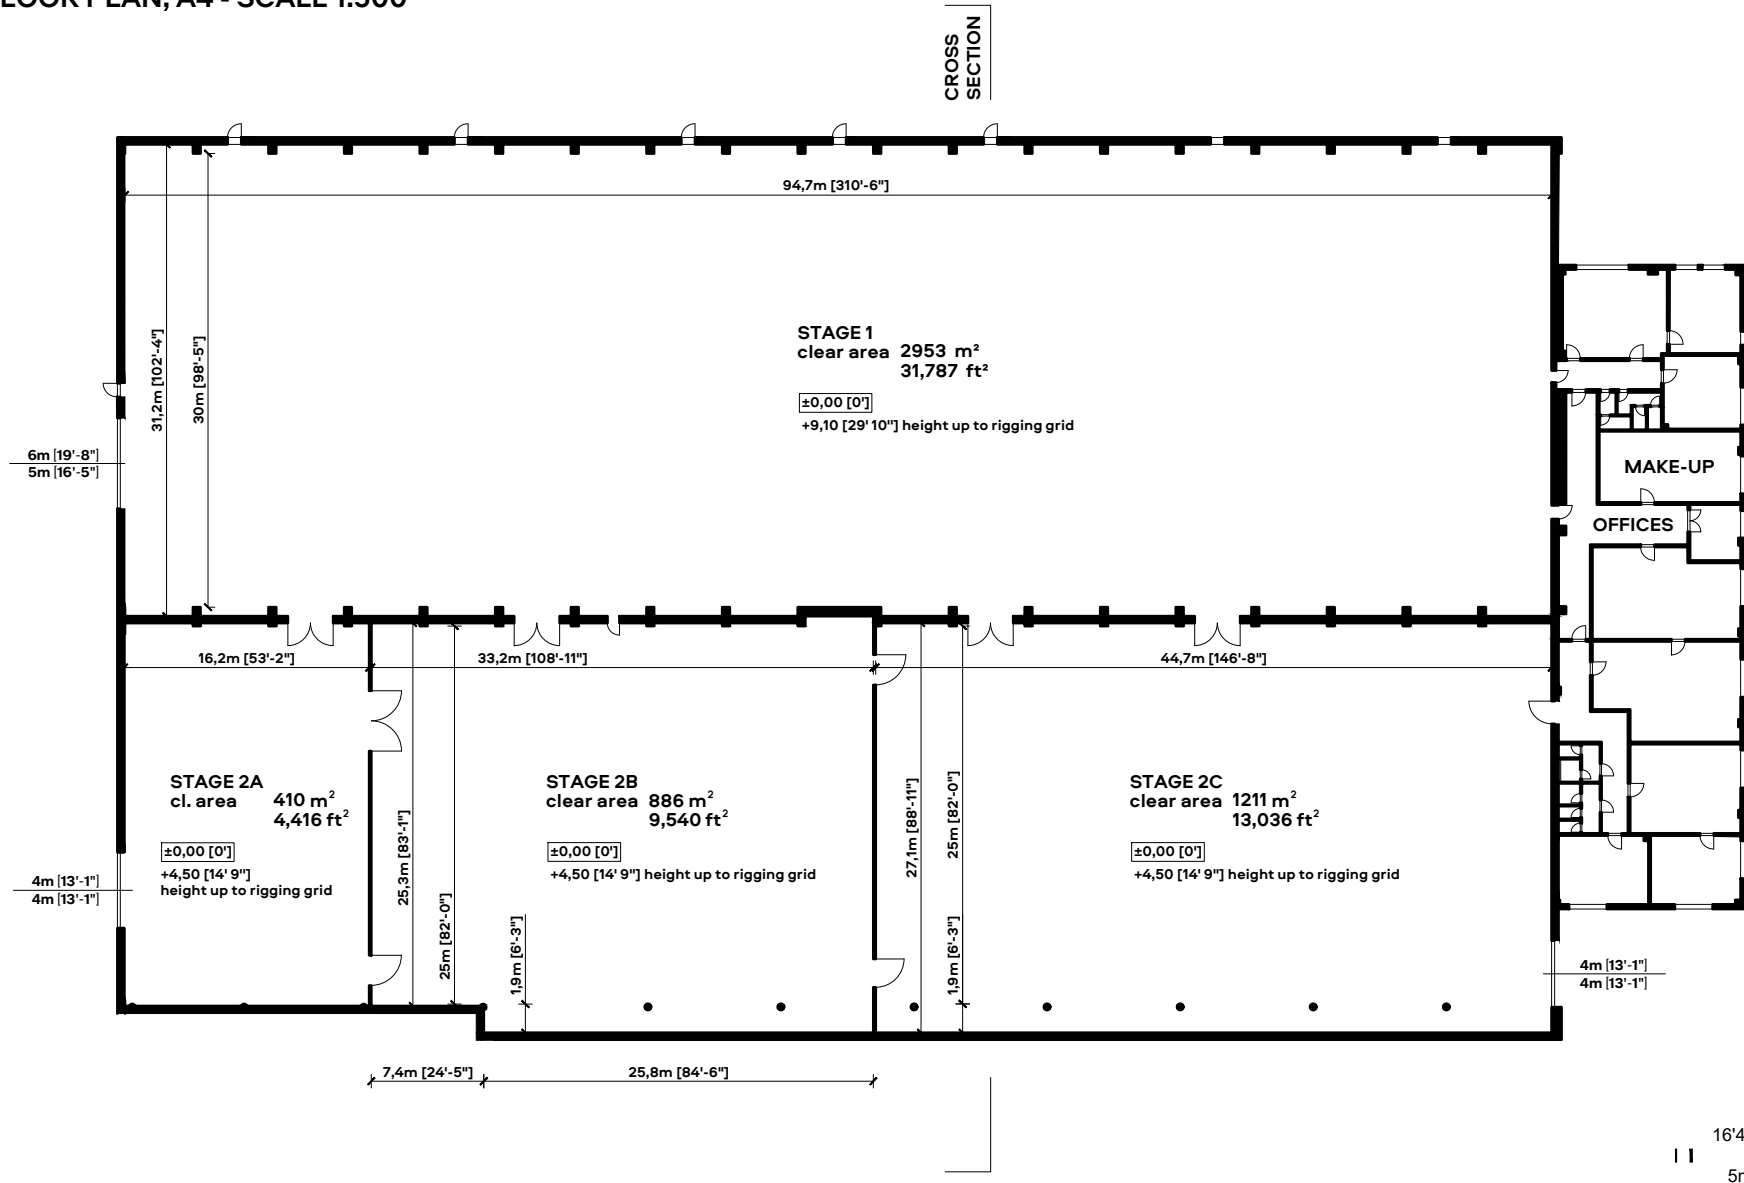 FLOOR PLAN, A4 - SCALE 1:500
CROSS
SECTION
94,7m [310'-6"]
31,2m [102'-4"]
30m [98'-5"]
STAGE 1
clear area 2953 m²
31,787 ft²
±0,00 [0']
+9,10 [29' 10"] height up to rigging grid
6m [19'-8"]
5m [16'-5"]
MAKE-UP
OFFICES
16,2m [53'-2"]
33,2m [108'-11"]
44,7m [146'-8"]
STAGE 2A
cl. area 410 m²
4,416 ft²
±0,00 [0']
+4,50 [14' 9"]
height up to rigging grid
4m [13'-1"]
4m [13'-1"]
25,3m [83'-1"]
25m [82'-0"]
1,9m [6'-3"]
STAGE 2B
clear area 886 m²
9,540 ft²
±0,00 [0']
+4,50 [14' 9"] height up to rigging grid
27,1m [88'-11"]
25m [82'-0"]
1,9m [6'-3"]
STAGE 2C
clear area 1211 m²
13,036 ft²
±0,00 [0']
+4,50 [14' 9"] height up to rigging grid
4m [13'-1"]
4m [13'-1"]
7,4m [24'-5"]
25,8m [84'-6"]
16'4
5m